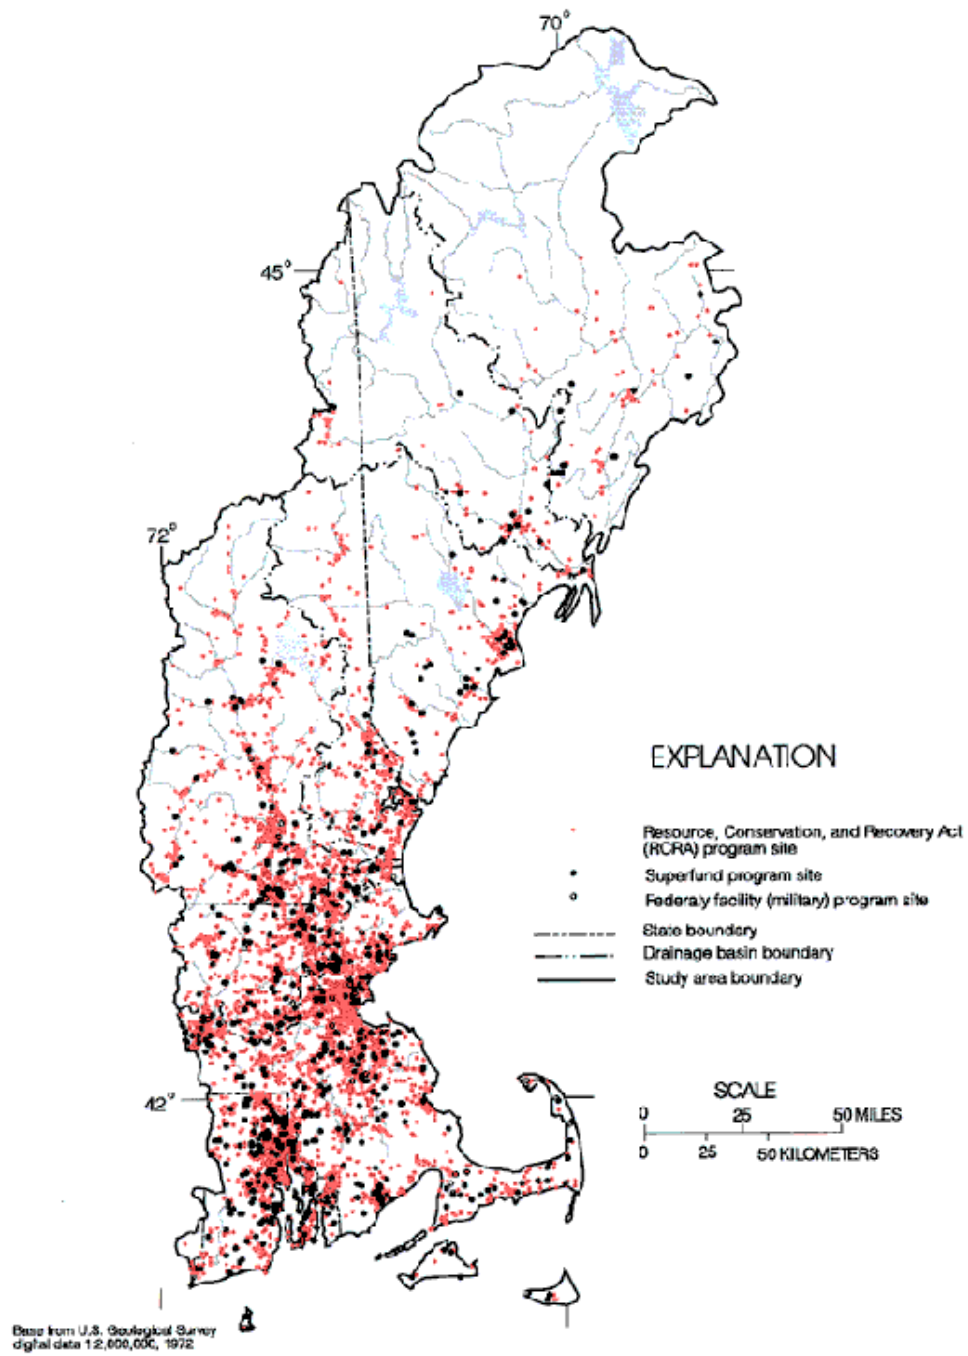 70°
45°
72°
EXPLANATION
Resource, Conservation, and Recovery Act
(RCRA) program site
Superfund program site
Federaly facility (military) program site
State boundary
Drainage basin boundary
Study area boundary
42°
SCALE
0 25 50 MILES
0 25 50 KILOMETERS
Base from U.S. Geological Survey
digital data 1:2,000,000, 1972